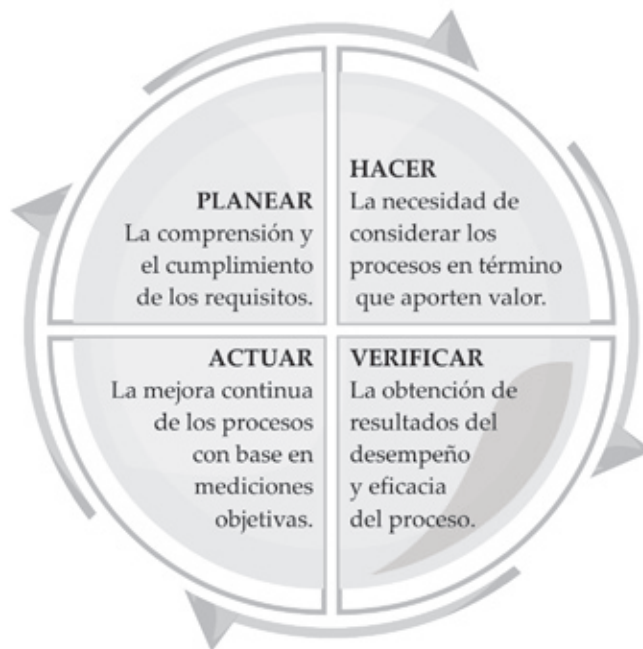 PLANEAR
La comprensión y
el cumplimiento
de los requisitos.
HACER
La necesidad de
considerar los
procesos en término
que aporten valor.
ACTUAR
La mejora continua
de los procesos
con base en
mediciones
objetivas.
VERIFICAR
La obtención de
resultados del
desempeño
y eficacia
del proceso.